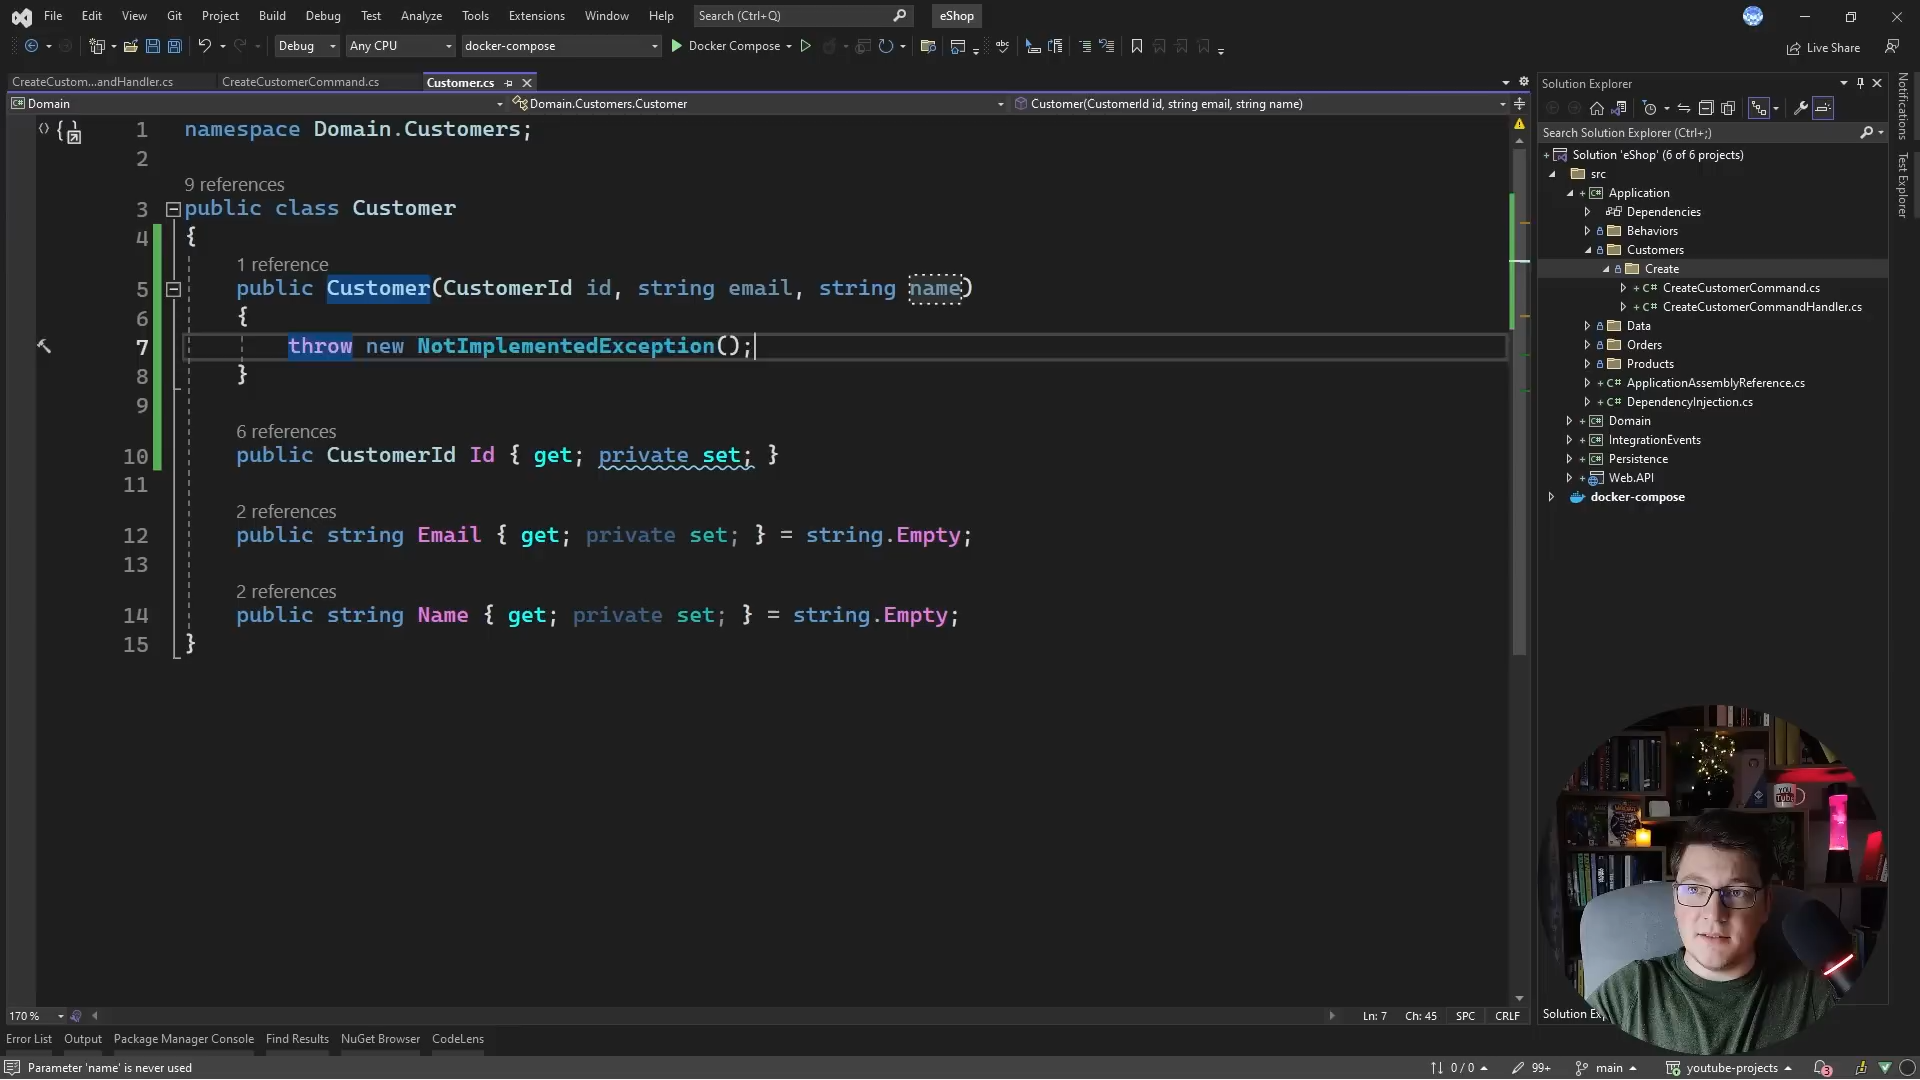 File Edit View Git Project Build Debug Test Analyze Tools Extensions Window Help Search (Ctrl+Q) eShop
Debug Any CPU docker-compose Docker Compose Live Share
CreateCustom...andHandler.cs CreateCustomerCommand.cs Customer.cs
Domain Domain.Customers.Customer Customer(CustomerId id, string email, string name)
1 namespace Domain.Customers;
2
9 references
3 public class Customer
4 {
1 reference
5 public Customer(CustomerId id, string email, string name)
6 {
7 throw new NotImplementedException();
8 }
9
6 references
10 public CustomerId Id { get; private set; }
11
2 references
12 public string Email { get; private set; } = string.Empty;
13
2 references
14 public string Name { get; private set; } = string.Empty;
15 }
170 % Ln: 7 Ch: 45 SPC CRLF
Error List Output Package Manager Console Find Results NuGet Browser CodeLens
Parameter 'name' is never used 0 / 0 99+ main youtube-projects 3
Solution Explorer
Search Solution Explorer (Ctrl+;)
Solution 'eShop' (6 of 6 projects)
src
Application
Dependencies
Behaviors
Customers
Create
CreateCustomerCommand.cs
CreateCustomerCommandHandler.cs
Data
Orders
Products
ApplicationAssemblyReference.cs
DependencyInjection.cs
Domain
IntegrationEvents
Persistence
Web.API
docker-compose
Solution Exp
Notifications
Test Explorer
YOU
Tube